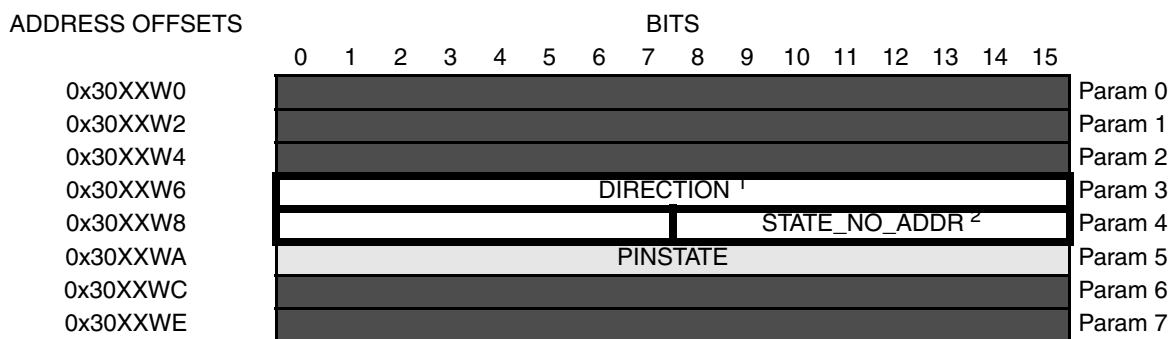 ADDRESS OFFSETS BITS
0 1 2 3 4 5 6 7 8 9 10 11 12 13 14 15
0x30XXW0 Param 0
0x30XXW2 Param 1
0x30XXW4 Param 2
0x30XXW6 DIRECTION 1 Param 3
0x30XXW8 STATE_NO_ADDR 2 Param 4
0x30XXWA PINSTATE Param 5
0x30XXWC Param 6
0x30XXWE Param 7